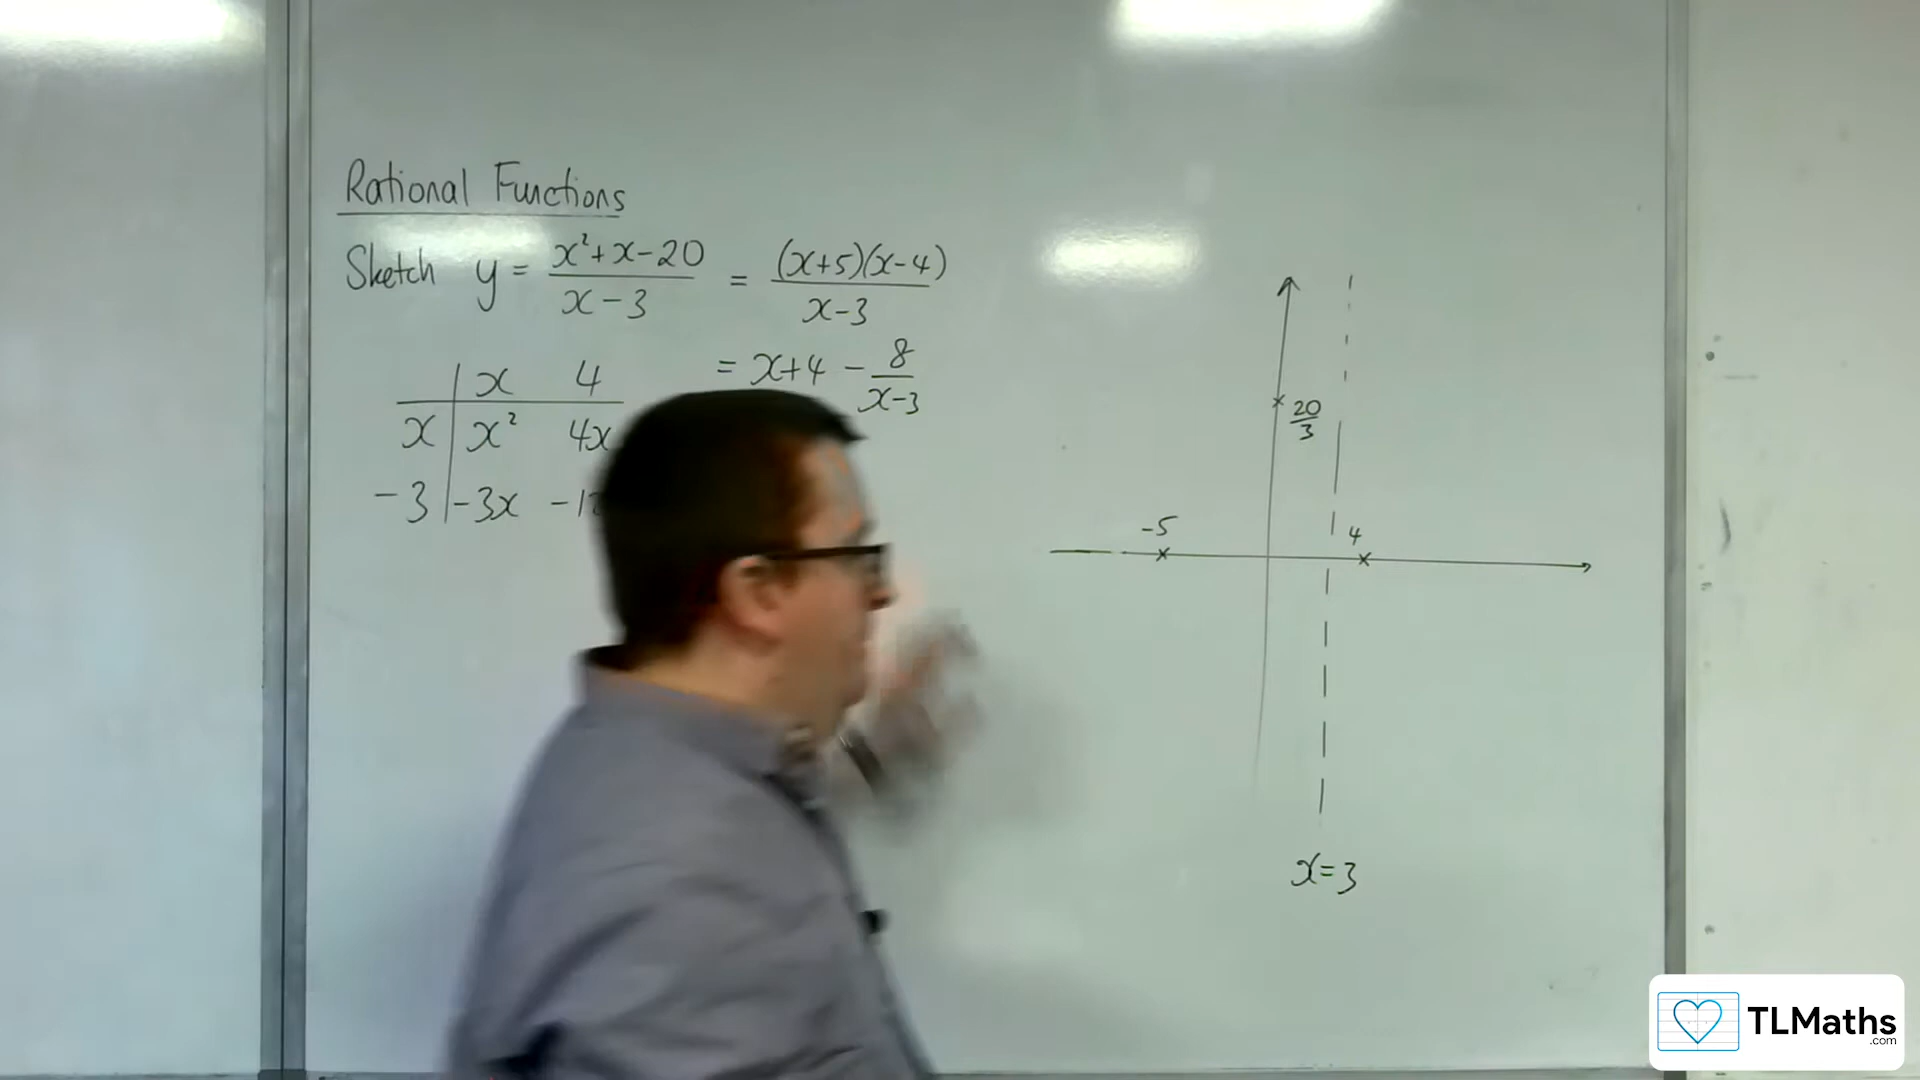 Rational Functions
Sketch y = (x²+x-20)/(x-3) = ((x+5)(x-4))/(x-3)
= x+4 - 8/(x-3)
x 4
x x² 4x
-3 -3x
20/3
-5 4
x=3
TLMaths
.com